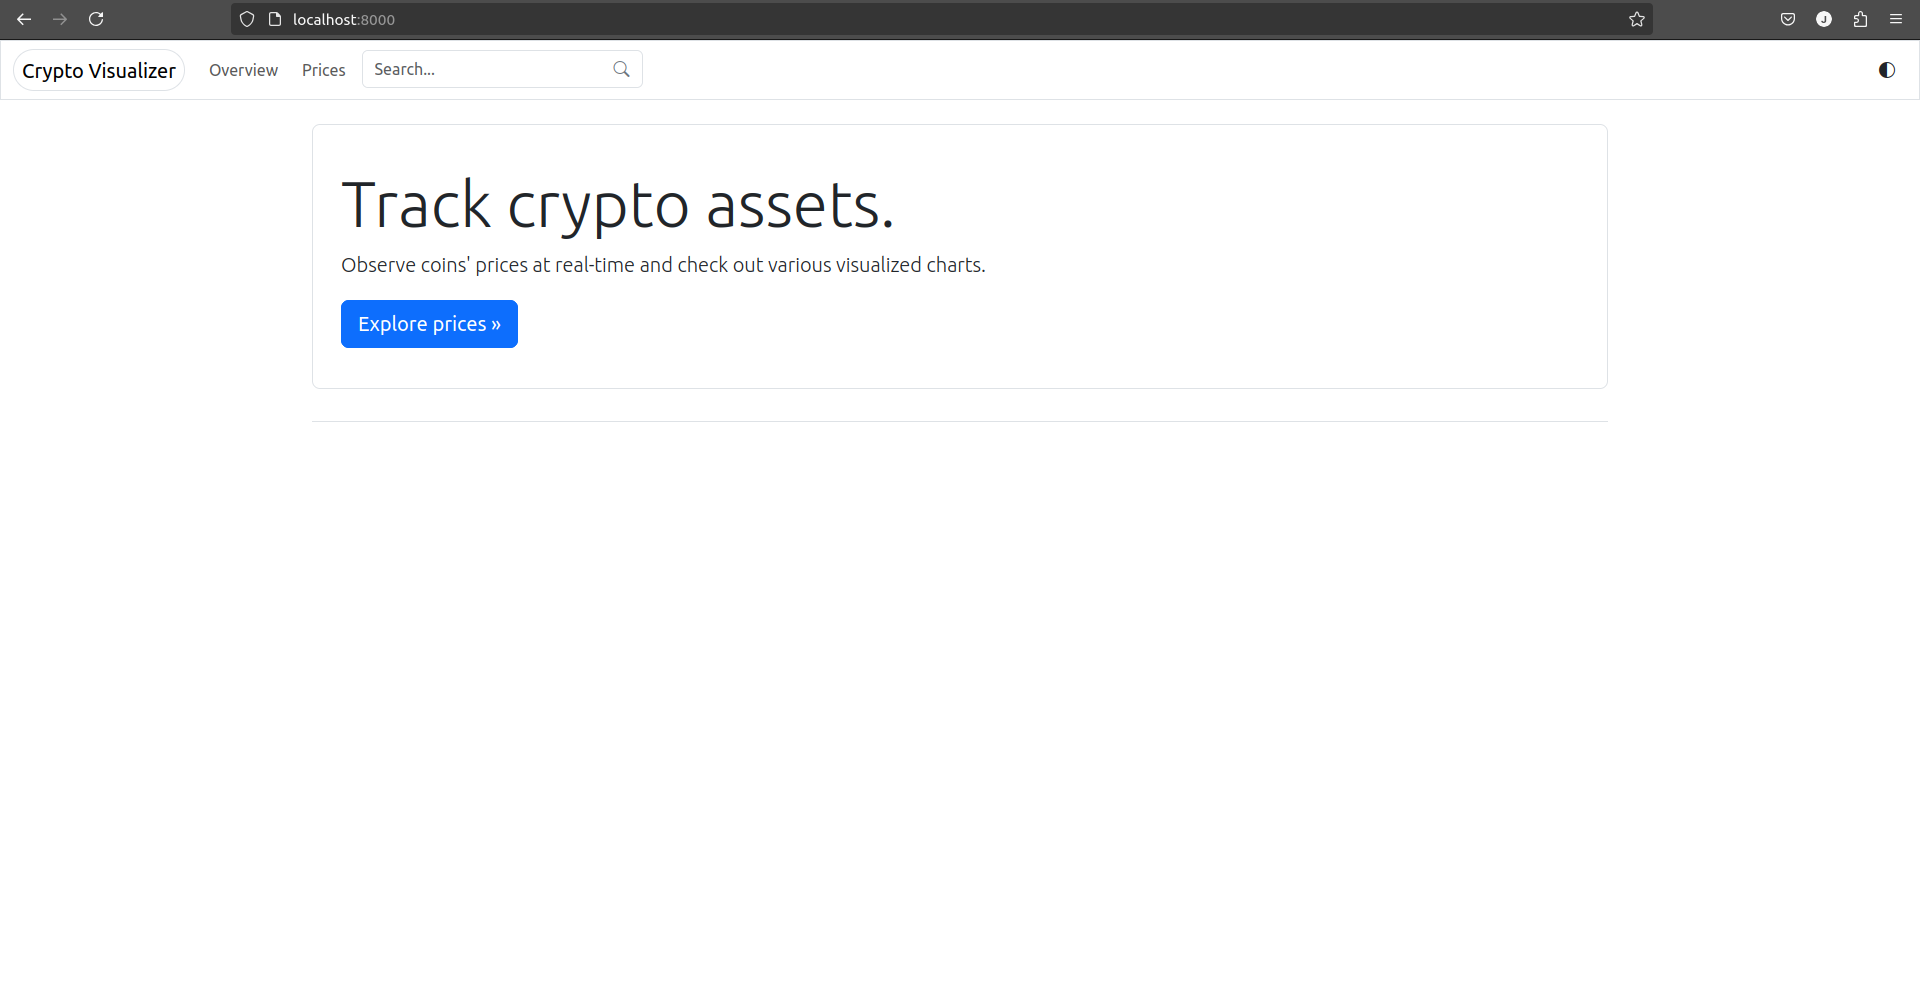 localhost:8000
J
Crypto Visualizer Overview Prices Search...
Track crypto assets.
Observe coins' prices at real-time and check out various visualized charts.
Explore prices »